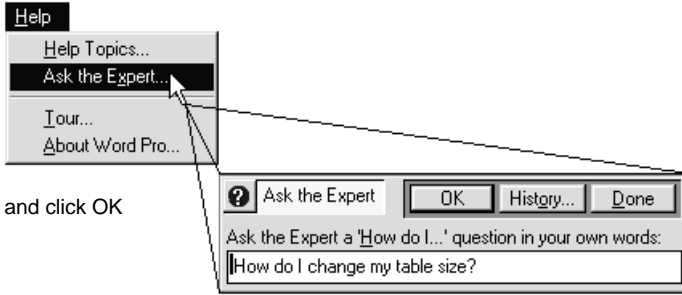 Help
Help Topics...
Ask the Expert...
Tour...
About Word Pro...
and click OK
Ask the Expert
OK
History...
Done
Ask the Expert a 'How do I...' question in your own words:
How do I change my table size?